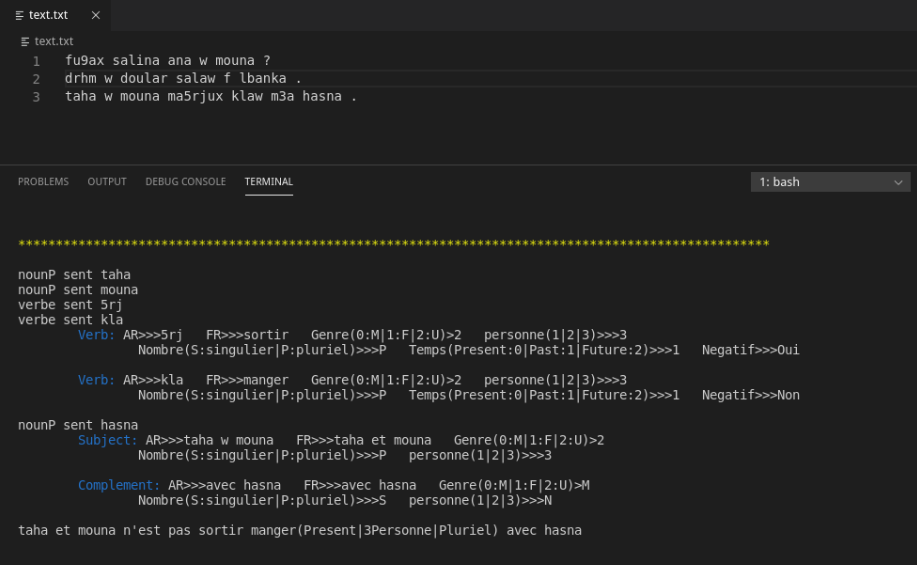 text.txt
text.txt
1 fu9ax salina ana w mouna ?
2 drhm w doular salaw f lbanka .
3 taha w mouna ma5rjux klaw m3a hasna .
PROBLEMS OUTPUT DEBUG CONSOLE TERMINAL 1: bash
****************************************************************************************************
nounP sent taha
nounP sent mouna
verbe sent 5rj
verbe sent kla
Verb: AR>>>5rj FR>>>sortir Genre(0:M|1:F|2:U)>2 personne(1|2|3)>>>3
Nombre(S:singulier|P:pluriel)>>>P Temps(Present:0|Past:1|Future:2)>>>1 Negatif>>>Oui
Verb: AR>>>kla FR>>>manger Genre(0:M|1:F|2:U)>2 personne(1|2|3)>>>3
Nombre(S:singulier|P:pluriel)>>>P Temps(Present:0|Past:1|Future:2)>>>1 Negatif>>>Non
nounP sent hasna
Subject: AR>>>taha w mouna FR>>>taha et mouna Genre(0:M|1:F|2:U)>2
Nombre(S:singulier|P:pluriel)>>>P personne(1|2|3)>>>3
Complement: AR>>>avec hasna FR>>>avec hasna Genre(0:M|1:F|2:U)>M
Nombre(S:singulier|P:pluriel)>>>S personne(1|2|3)>>>N
taha et mouna n'est pas sortir manger(Present|3Personne|Pluriel) avec hasna